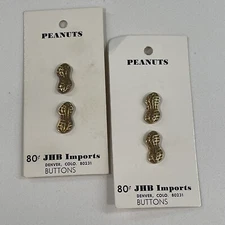 PEANUTS
80¢ JHB Imports
DENVER, COLO. 80231
BUTTONS
PEANUTS
80¢ JHB Imports
DENVER, COLO. 80231
BUTTONS